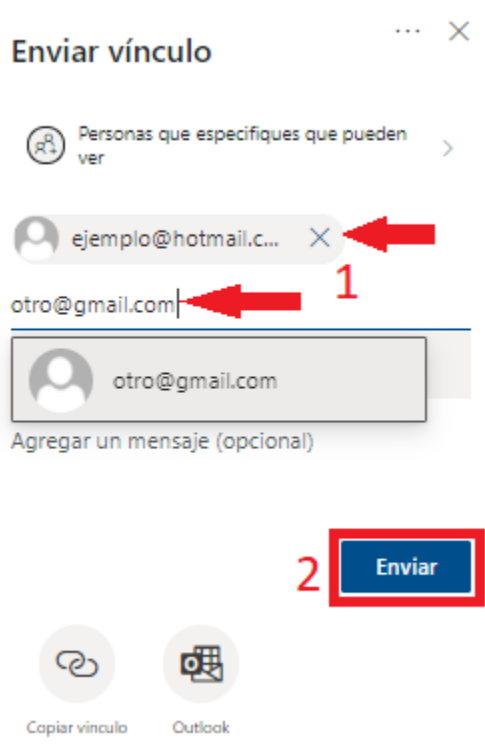 Enviar vínculo
Personas que especifiques que pueden
ver
ejemplo@hotmail.c...
1
otro@gmail.com
otro@gmail.com
Agregar un mensaje (opcional)
2
Enviar
Copiar vinculo
Outlook